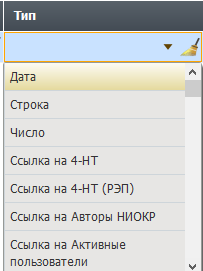 Тип
Дата
Строка
Число
Ссылка на 4-НТ
Ссылка на 4-НТ (РЭП)
Ссылка на Авторы НИОКР
Ссылка на Активные
пользователи